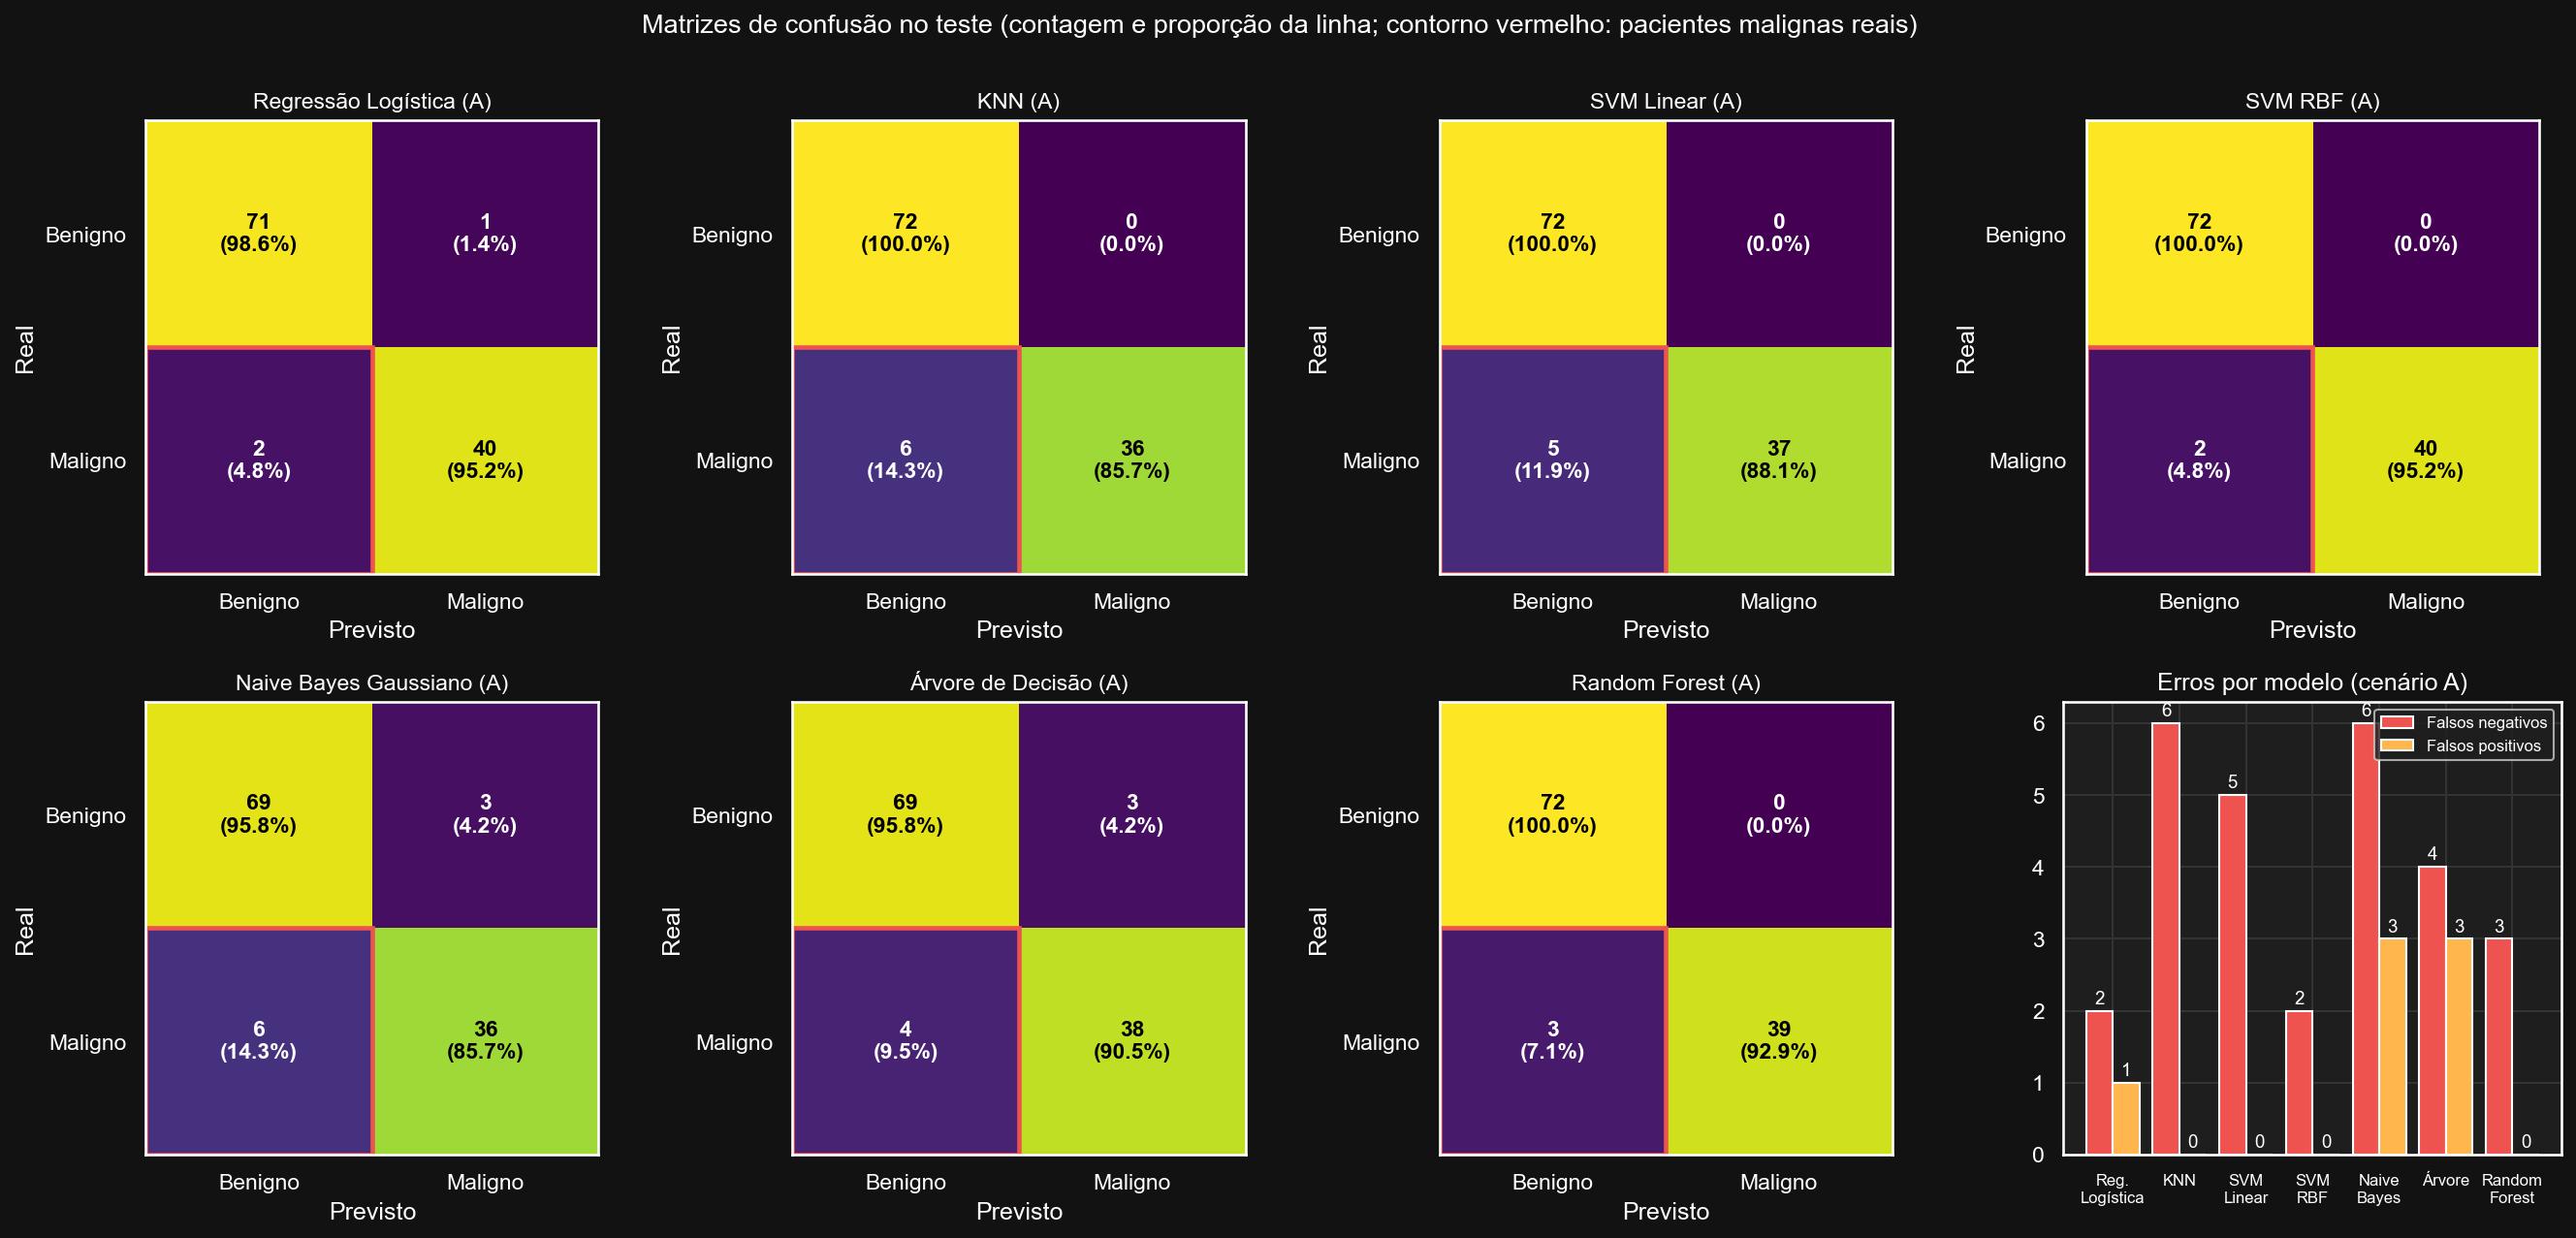 Matrizes de confusão no teste (contagem e proporção da linha; contorno vermelho: pacientes malignas reais)
Regressão Logística (A)
Real
Benigno
Maligno
71
(98.6%)
1
(1.4%)
2
(4.8%)
40
(95.2%)
Benigno
Maligno
Previsto
KNN (A)
Real
Benigno
Maligno
72
(100.0%)
0
(0.0%)
6
(14.3%)
36
(85.7%)
Benigno
Maligno
Previsto
SVM Linear (A)
Real
Benigno
Maligno
72
(100.0%)
0
(0.0%)
5
(11.9%)
37
(88.1%)
Benigno
Maligno
Previsto
SVM RBF (A)
Real
Benigno
Maligno
72
(100.0%)
0
(0.0%)
2
(4.8%)
40
(95.2%)
Benigno
Maligno
Previsto
Naive Bayes Gaussiano (A)
Real
Benigno
Maligno
69
(95.8%)
3
(4.2%)
6
(14.3%)
36
(85.7%)
Benigno
Maligno
Previsto
Árvore de Decisão (A)
Real
Benigno
Maligno
69
(95.8%)
3
(4.2%)
4
(9.5%)
38
(90.5%)
Benigno
Maligno
Previsto
Random Forest (A)
Real
Benigno
Maligno
72
(100.0%)
0
(0.0%)
3
(7.1%)
39
(92.9%)
Benigno
Maligno
Previsto
Erros por modelo (cenário A)
Falsos negativos
Falsos positivos
6
5
4
3
2
1
0
2
1
6
0
5
0
2
0
6
3
4
3
3
0
Reg.
Logística
KNN
SVM
Linear
SVM
RBF
Naive
Bayes
Árvore
Random
Forest